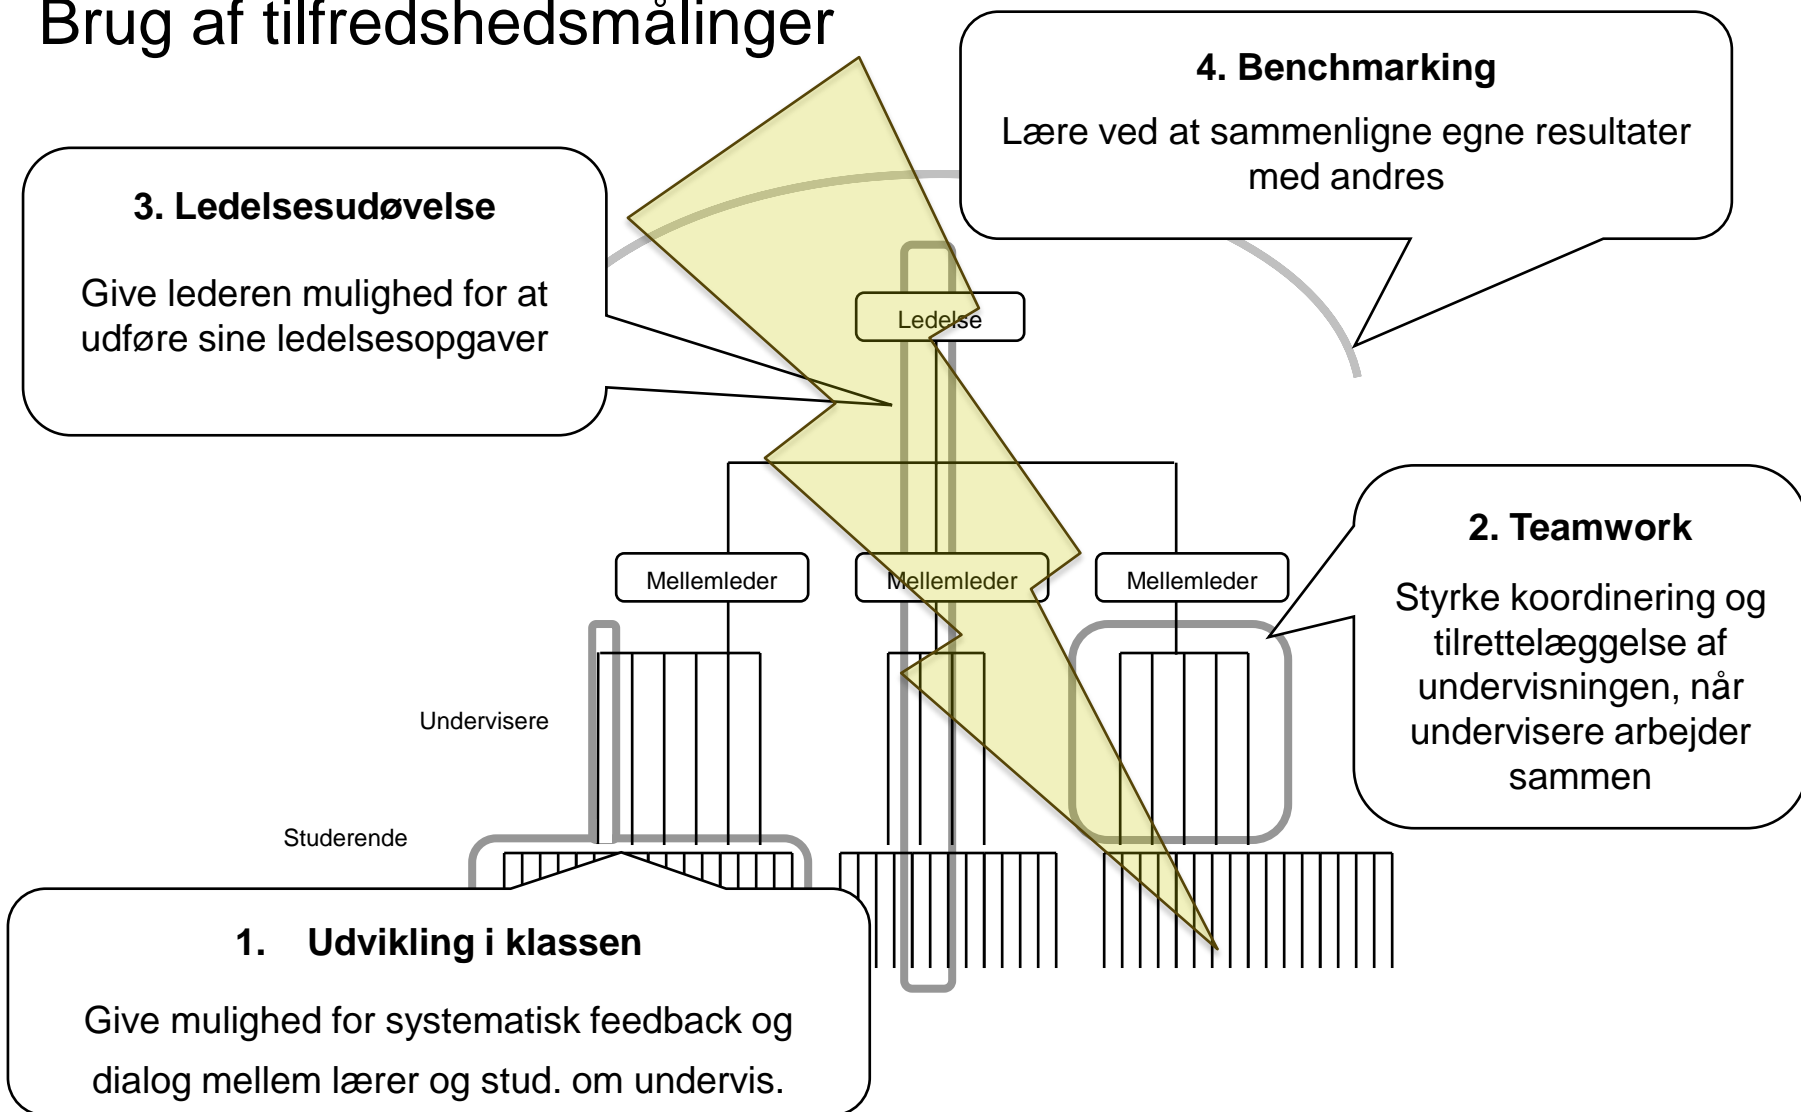 Brug af tilfredshedsmålinger
4. Benchmarking
Lære ved at sammenligne egne resultater
med andres
3. Ledelsesudøvelse
Give lederen mulighed for at
udføre sine ledelsesopgaver
Ledelse
Mellemleder
Mellemleder
Mellemleder
2. Teamwork
Styrke koordinering og
tilrettelæggelse af
undervisningen, når
undervisere arbejder
sammen
Undervisere
Studerende
1. Udvikling i klassen
Give mulighed for systematisk feedback og
dialog mellem lærer og stud. om undervis.